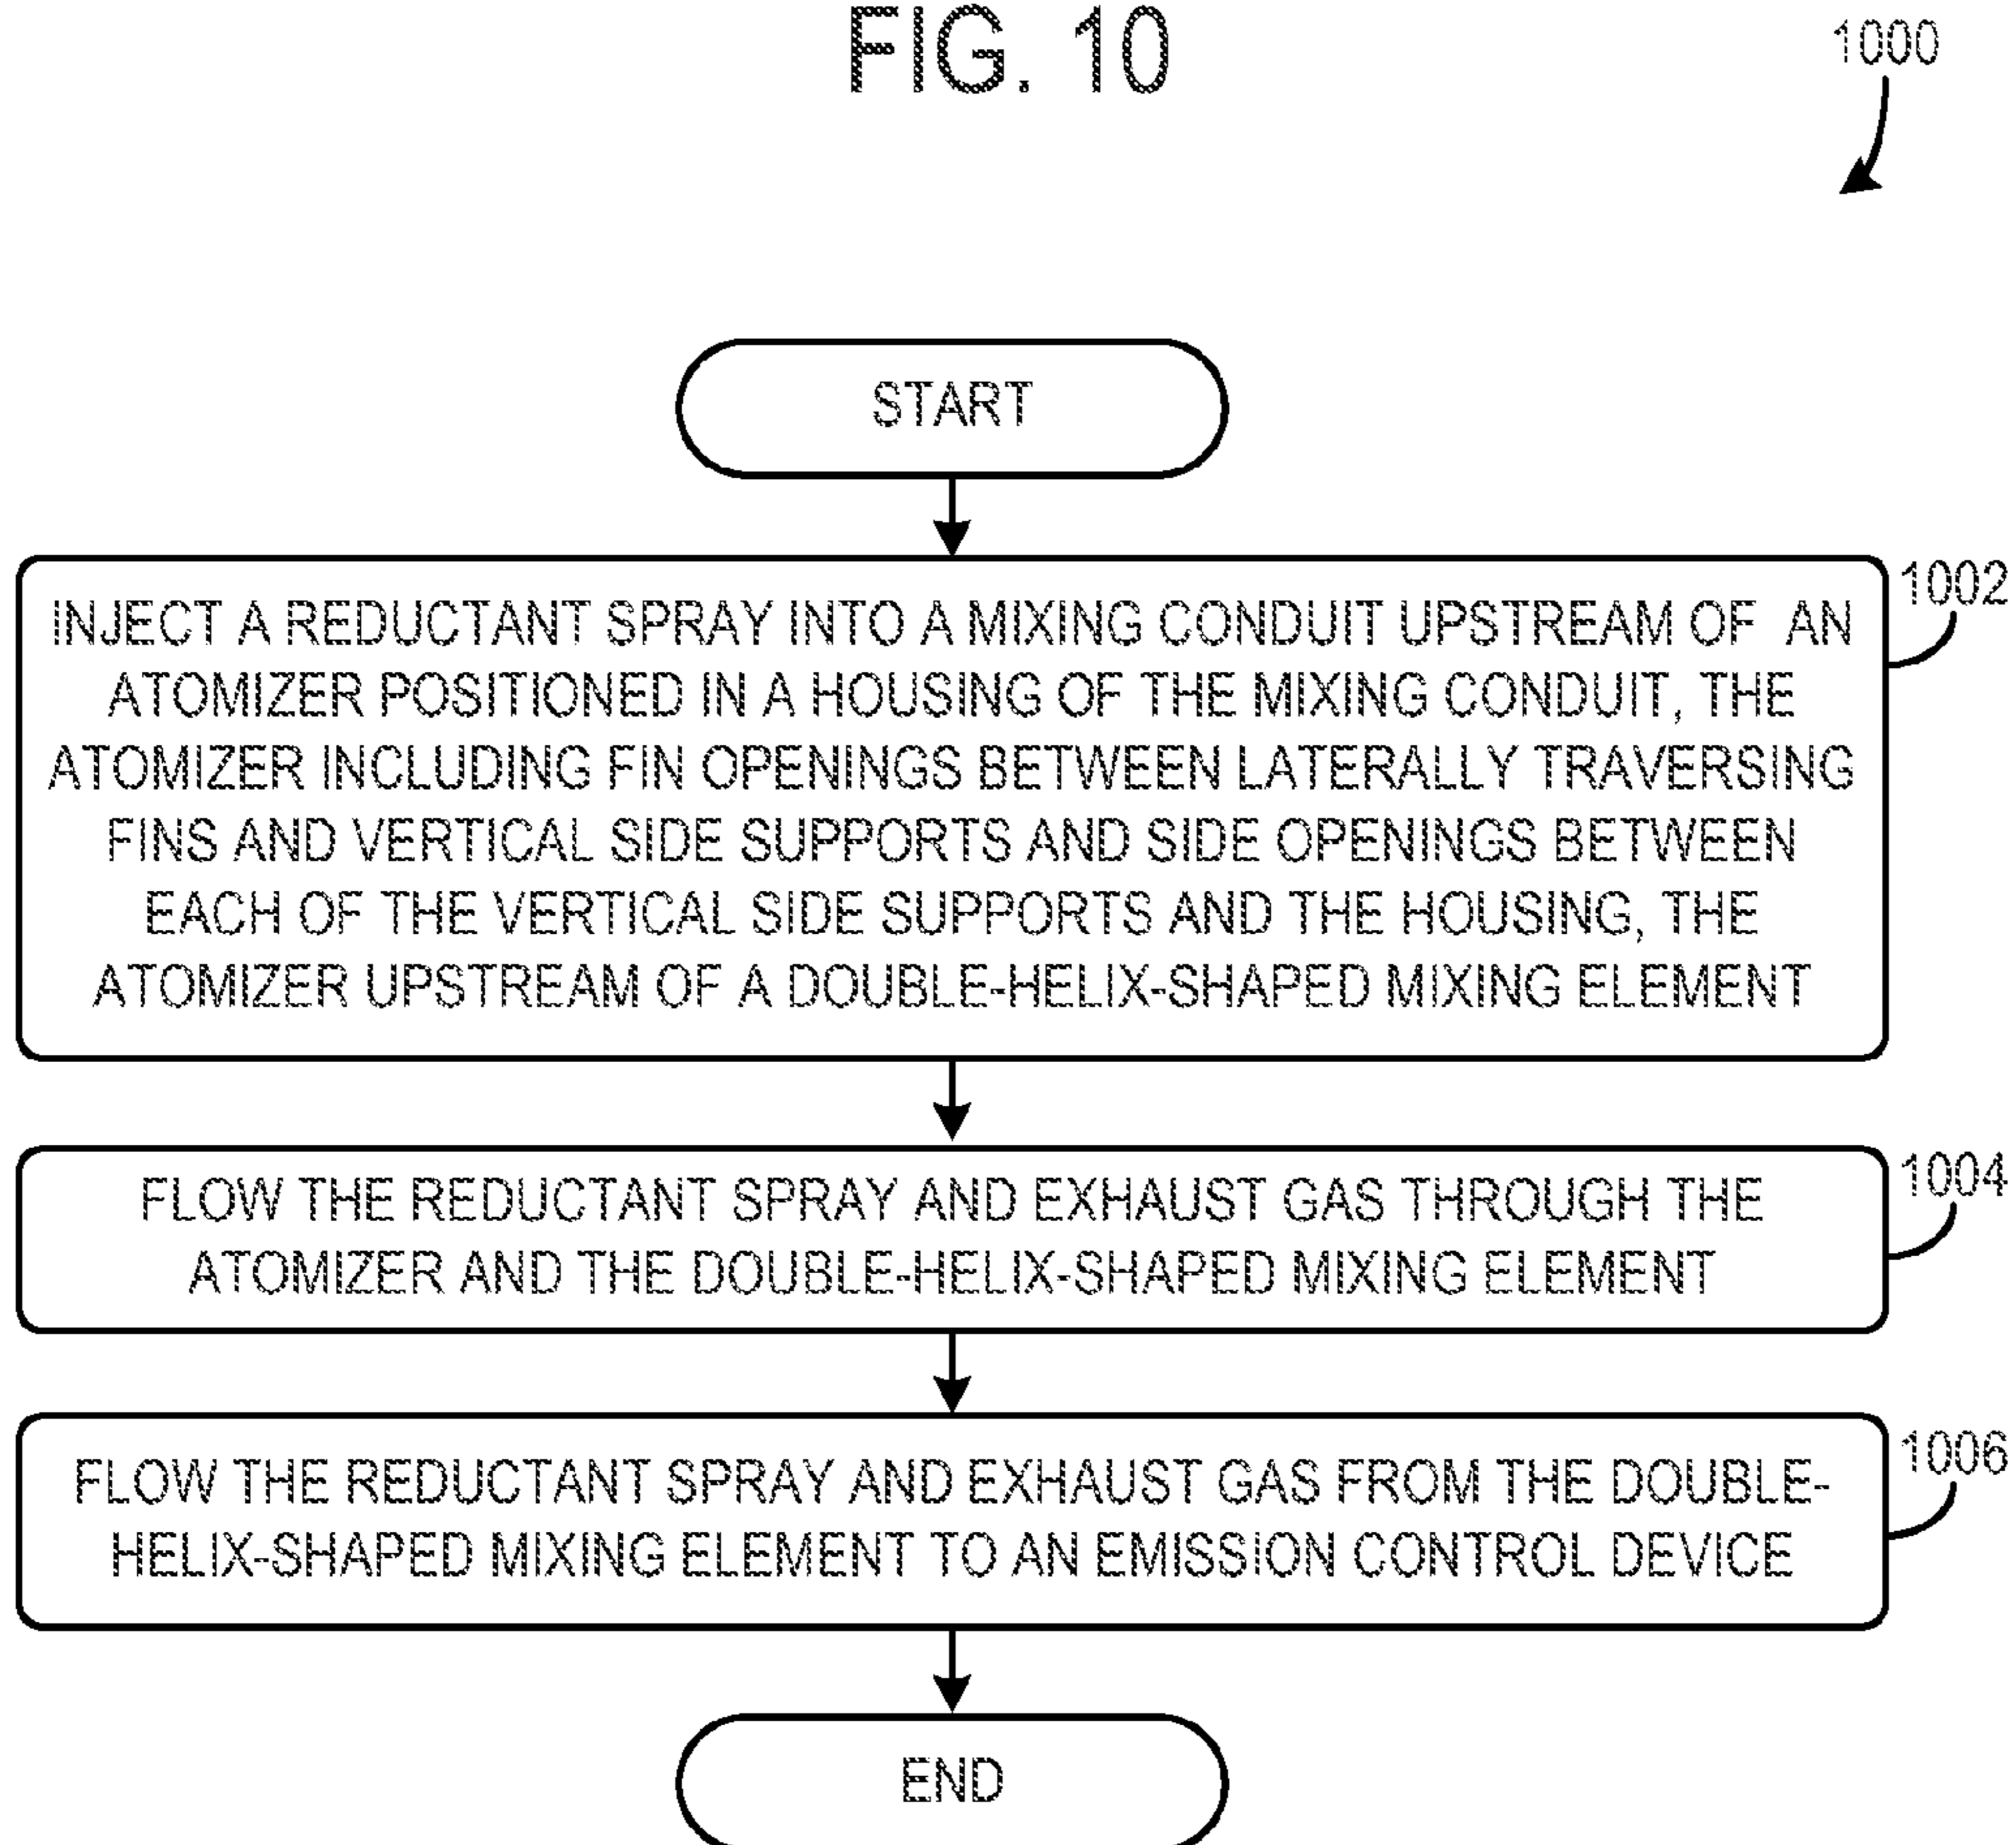 FIG. 10
1000
START
1002
INJECT A REDUCTANT SPRAY INTO A MIXING CONDUIT UPSTREAM OF AN
ATOMIZER POSITIONED IN A HOUSING OF THE MIXING CONDUIT, THE
ATOMIZER INCLUDING FIN OPENINGS BETWEEN LATERALLY TRAVERSING
FINS AND VERTICAL SIDE SUPPORTS AND SIDE OPENINGS BETWEEN
EACH OF THE VERTICAL SIDE SUPPORTS AND THE HOUSING, THE
ATOMIZER UPSTREAM OF A DOUBLE-HELIX-SHAPED MIXING ELEMENT
1004
FLOW THE REDUCTANT SPRAY AND EXHAUST GAS THROUGH THE
ATOMIZER AND THE DOUBLE-HELIX-SHAPED MIXING ELEMENT
1006
FLOW THE REDUCTANT SPRAY AND EXHAUST GAS FROM THE DOUBLE-
HELIX-SHAPED MIXING ELEMENT TO AN EMISSION CONTROL DEVICE
END